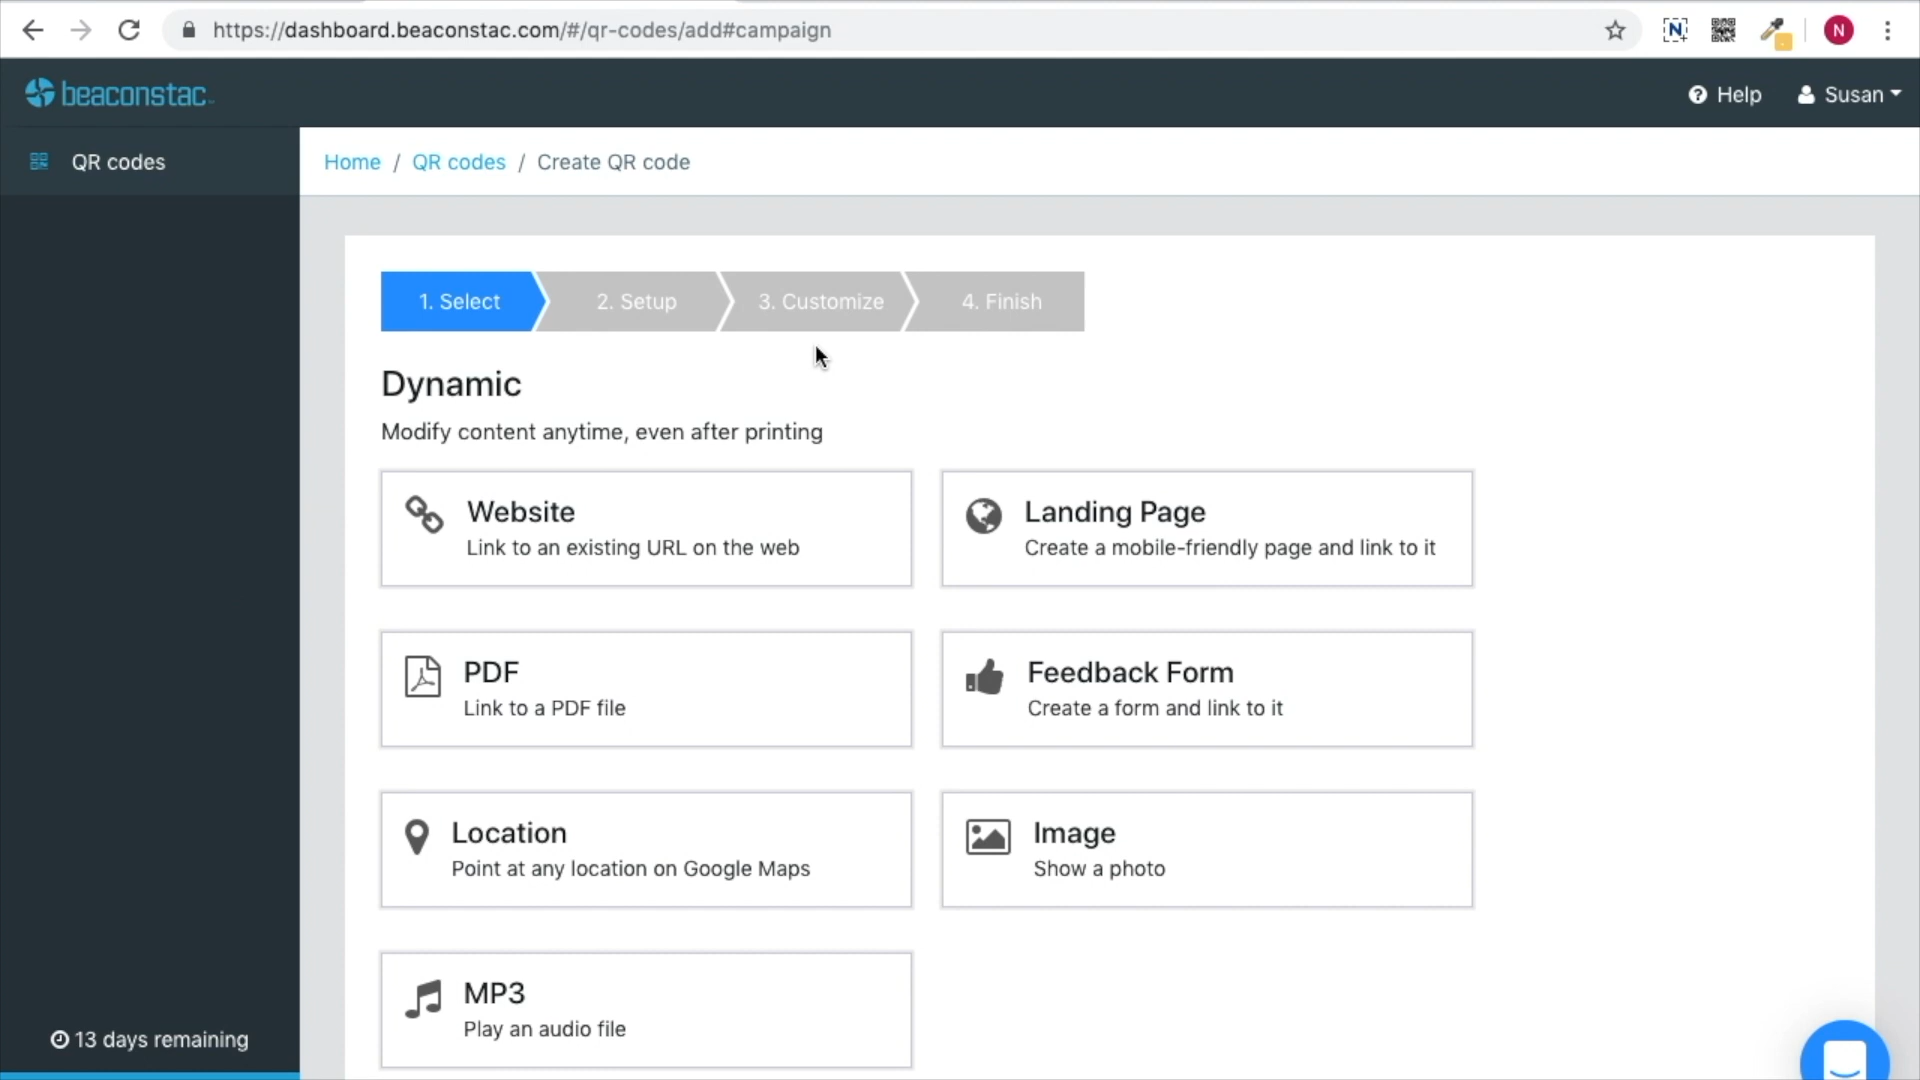 https://dashboard.beaconstac.com/#/qr-codes/add#campaign
N
N
beaconstac
Help
Susan
QR codes
Home / QR codes / Create QR code
1. Select
2. Setup
3. Customize
4. Finish
Dynamic
Modify content anytime, even after printing
Website
Link to an existing URL on the web
Landing Page
Create a mobile-friendly page and link to it
PDF
Link to a PDF file
Feedback Form
Create a form and link to it
Location
Point at any location on Google Maps
Image
Show a photo
MP3
Play an audio file
13 days remaining